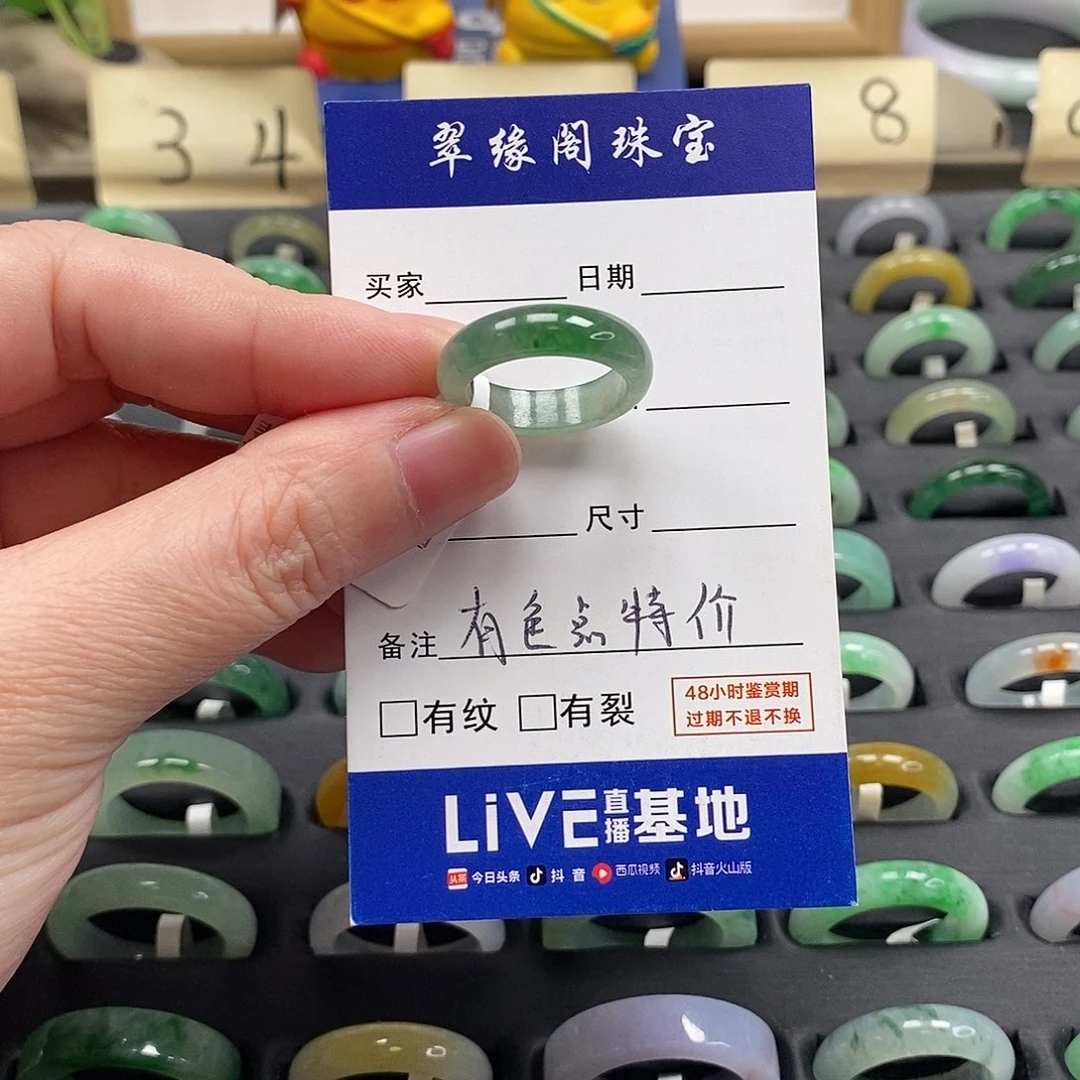 3 4
8
翠缘阁珠宝
买家 日期
尺寸
备注 有色点特价
□有纹 □有裂
48小时鉴赏期
过期不退不换
LiVE直播基地
头条 今日头条 抖音 西瓜视频 抖音火山版